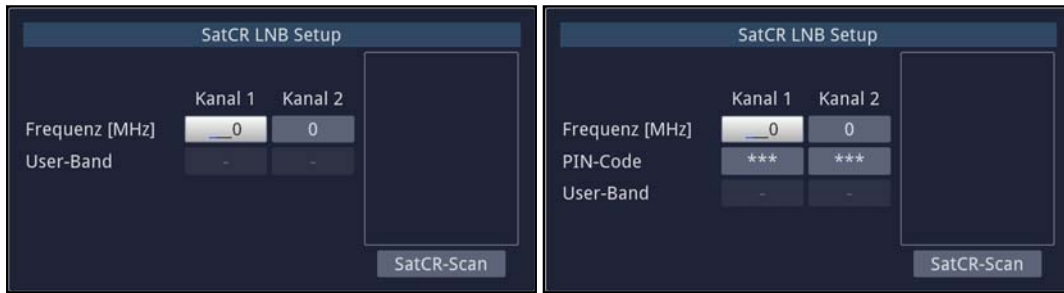 SatCR LNB Setup
Kanal 1 Kanal 2
Frequenz [MHz] __0 0
User-Band - -
SatCR-Scan
SatCR LNB Setup
Kanal 1 Kanal 2
Frequenz [MHz] __0 0
PIN-Code *** ***
User-Band - -
SatCR-Scan